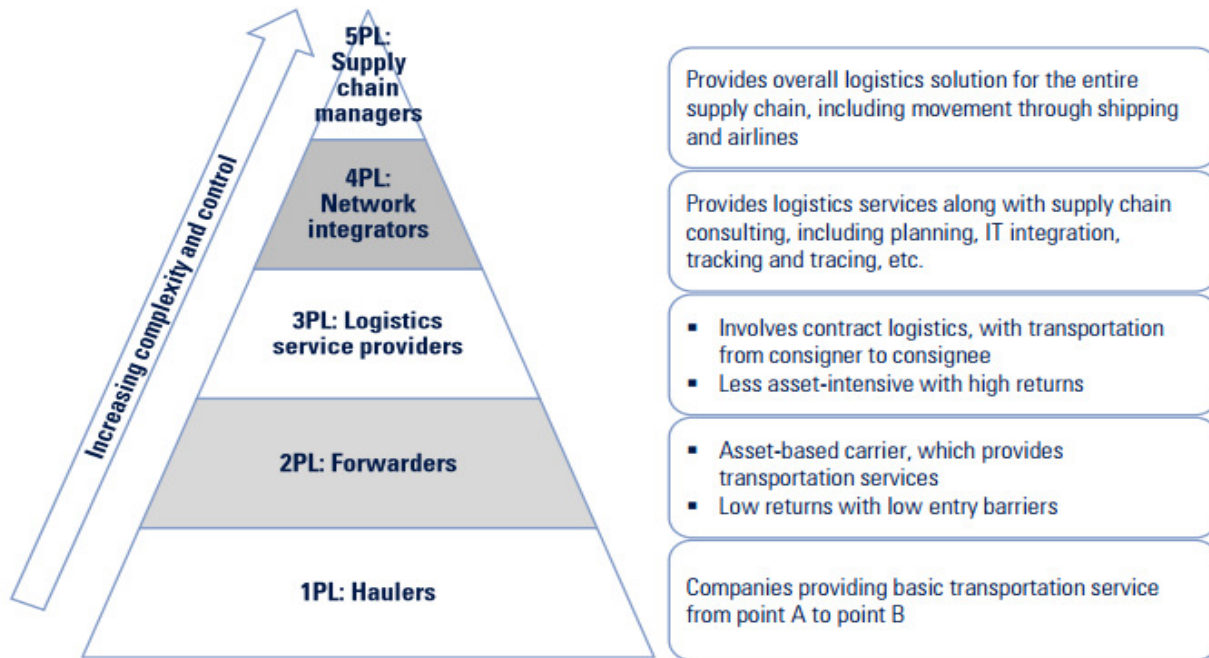 5PL:
Supply
chain
managers
Provides overall logistics solution for the entire
supply chain, including movement through shipping
and airlines
4PL:
Network
integrators
Provides logistics services along with supply chain
consulting, including planning, IT integration,
tracking and tracing, etc.
3PL: Logistics
service providers
▪ Involves contract logistics, with transportation
from consigner to consignee
▪ Less asset-intensive with high returns
2PL: Forwarders
▪ Asset-based carrier, which provides
transportation services
▪ Low returns with low entry barriers
1PL: Haulers
Companies providing basic transportation service
from point A to point B
Increasing complexity and control